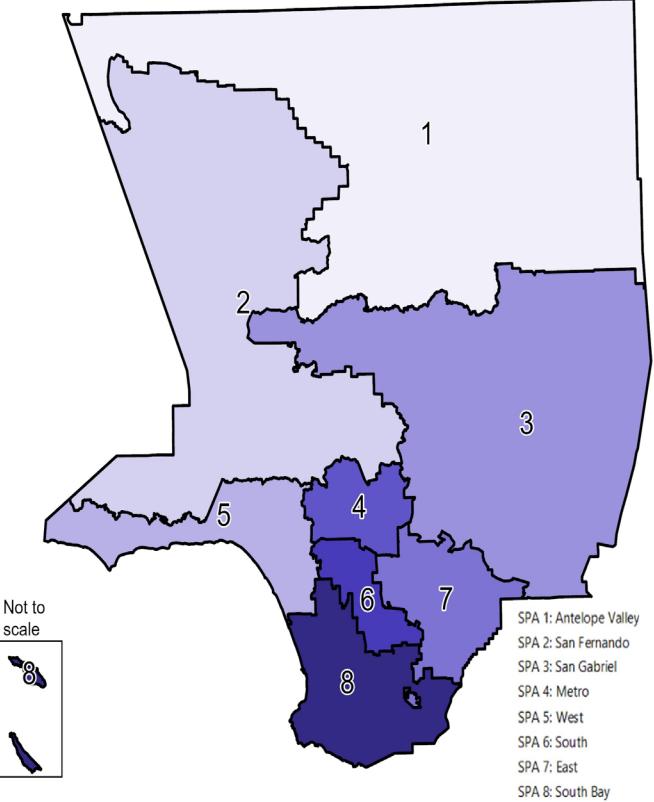 1
2
3
5
4
6
7
8
Not to
scale
8
SPA 1: Antelope Valley
SPA 2: San Fernando
SPA 3: San Gabriel
SPA 4: Metro
SPA 5: West
SPA 6: South
SPA 7: East
SPA 8: South Bay